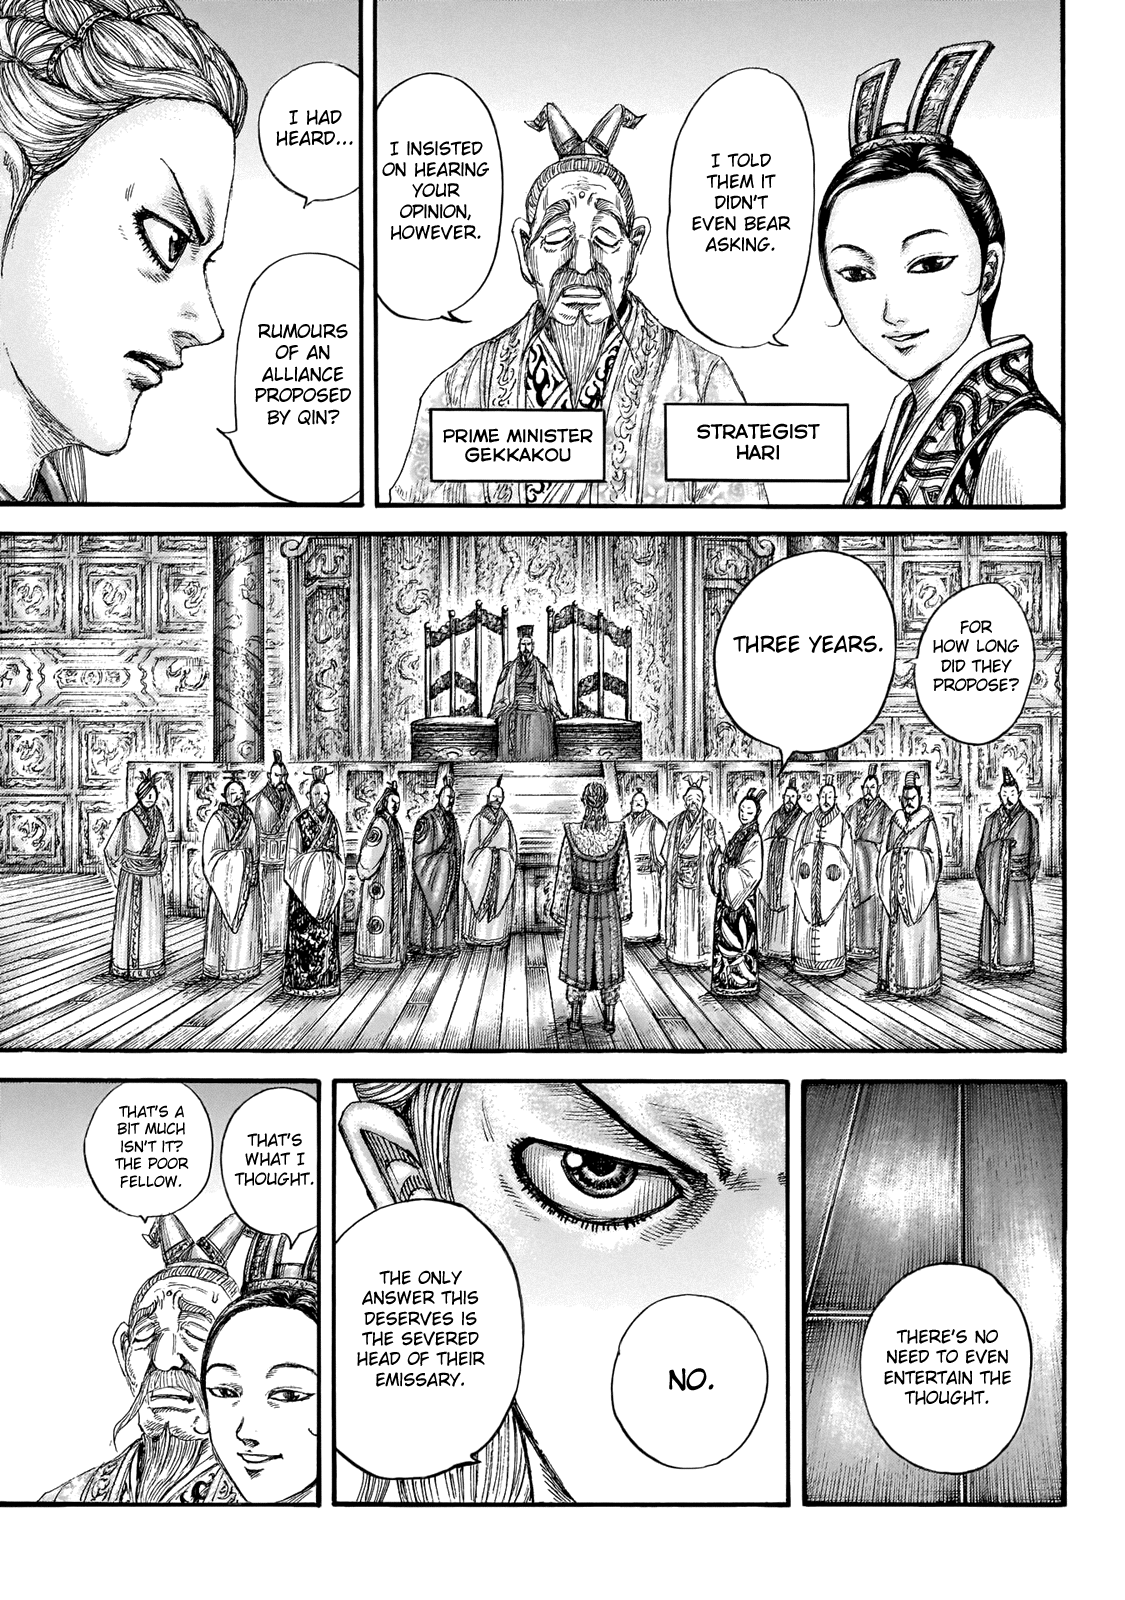 I TOLD
THEM IT
DIDN'T
EVEN BEAR
ASKING.
STRATEGIST
HARI
I INSISTED
ON HEARING
YOUR
OPINION,
HOWEVER.
PRIME MINISTER
GEKKAKOU
I HAD
HEARD...
RUMOURS
OF AN
ALLIANCE
PROPOSED
BY QIN?
FOR
HOW LONG
DID THEY
PROPOSE?
THREE YEARS.
THERE'S NO
NEED TO EVEN
ENTERTAIN THE
THOUGHT.
NO.
THE ONLY
ANSWER THIS
DESERVES IS
THE SEVERED
HEAD OF THEIR
EMISSARY.
THAT'S
WHAT I
THOUGHT.
THAT'S A
BIT MUCH
ISN'T IT?
THE POOR
FELLOW.